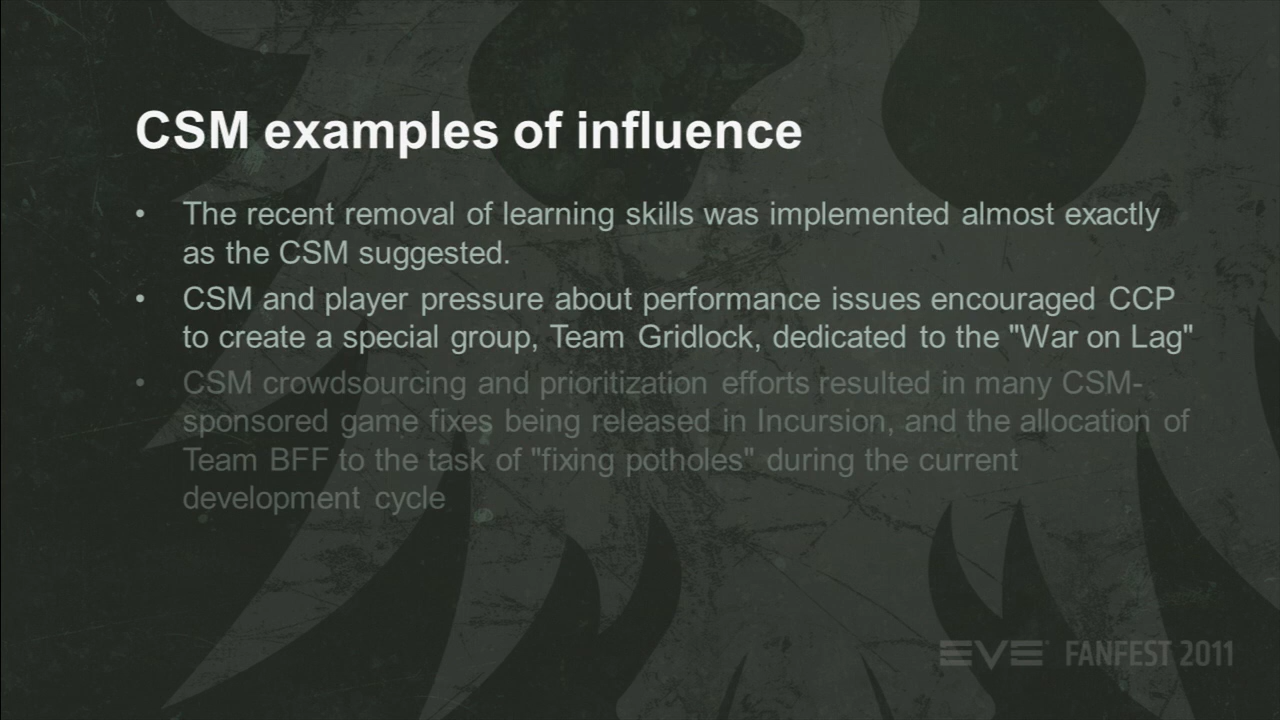 CSM examples of influence
• The recent removal of learning skills was implemented almost exactly
as the CSM suggested.
• CSM and player pressure about performance issues encouraged CCP
to create a special group, Team Gridlock, dedicated to the "War on Lag"
• CSM crowdsourcing and prioritization efforts resulted in many CSM-
sponsored game fixes being released in Incursion, and the allocation of
Team BFF to the task of "fixing potholes" during the current
development cycle
EVE FANFEST 2011